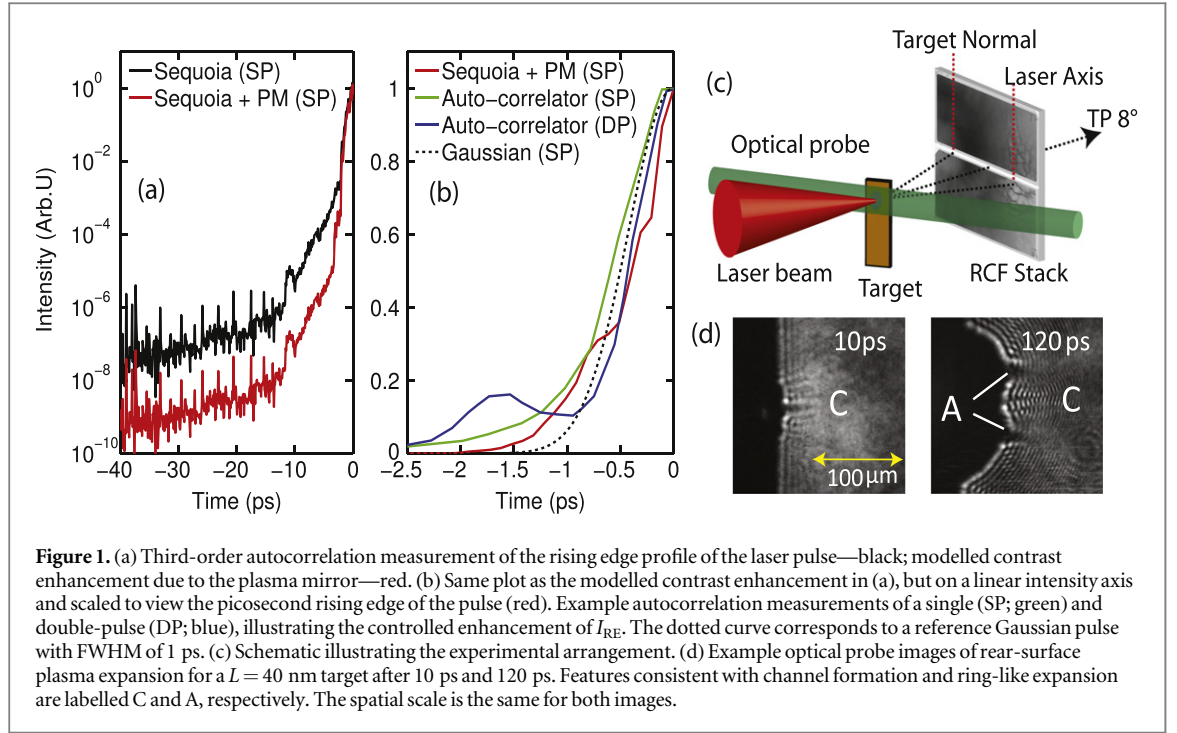 Sequoia (SP)
Sequoia + PM (SP)
(a)
Intensity (Arb.U)
10⁰
10⁻²
10⁻⁴
10⁻⁶
10⁻⁸
10⁻¹⁰
−40 −30 −20 −10 0
Time (ps)
Sequoia + PM (SP)
Auto−correlator (SP)
Auto−correlator (DP)
Gaussian (SP)
(b)
1
0.8
0.6
0.4
0.2
0
−2.5 −2 −1.5 −1 −0.5 0
Time (ps)
(c)
Target Normal
Laser Axis
TP 8°
Optical probe
Laser beam
Target
RCF Stack
(d)
10ps
C
100μm
120 ps
A
C
Figure 1. (a) Third-order autocorrelation measurement of the rising edge profile of the laser pulse—black; modelled contrast
enhancement due to the plasma mirror—red. (b) Same plot as the modelled contrast enhancement in (a), but on a linear intensity axis
and scaled to view the picosecond rising edge of the pulse (red). Example autocorrelation measurements of a single (SP; green) and
double-pulse (DP; blue), illustrating the controlled enhancement of I_RE. The dotted curve corresponds to a reference Gaussian pulse
with FWHM of 1 ps. (c) Schematic illustrating the experimental arrangement. (d) Example optical probe images of rear-surface
plasma expansion for a L = 40 nm target after 10 ps and 120 ps. Features consistent with channel formation and ring-like expansion
are labelled C and A, respectively. The spatial scale is the same for both images.